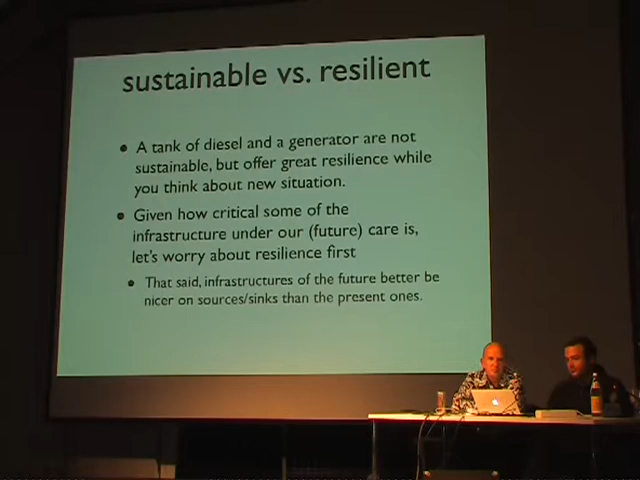 sustainable vs. resilient
• A tank of diesel and a generator are not
sustainable, but offer great resilience while
you think about new situation.
• Given how critical some of the
infrastructure under our (future) care is,
let's worry about resilience first
• That said, infrastructures of the future better be
nicer on sources/sinks than the present ones.